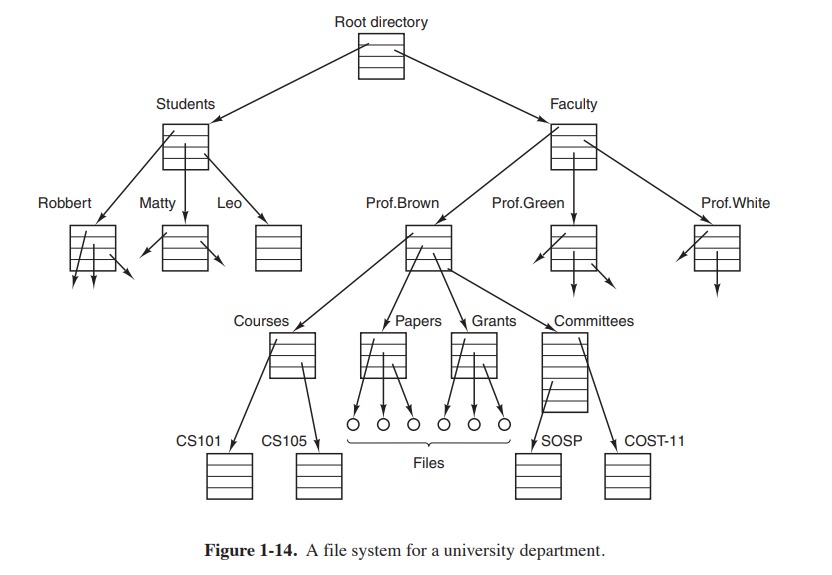 Root directory
Students
Faculty
Robbert
Matty
Leo
Prof.Brown
Prof.Green
Prof.White
Courses
Papers
Grants
Committees
CS101
CS105
SOSP
COST-11
Files
Figure 1-14. A file system for a university department.